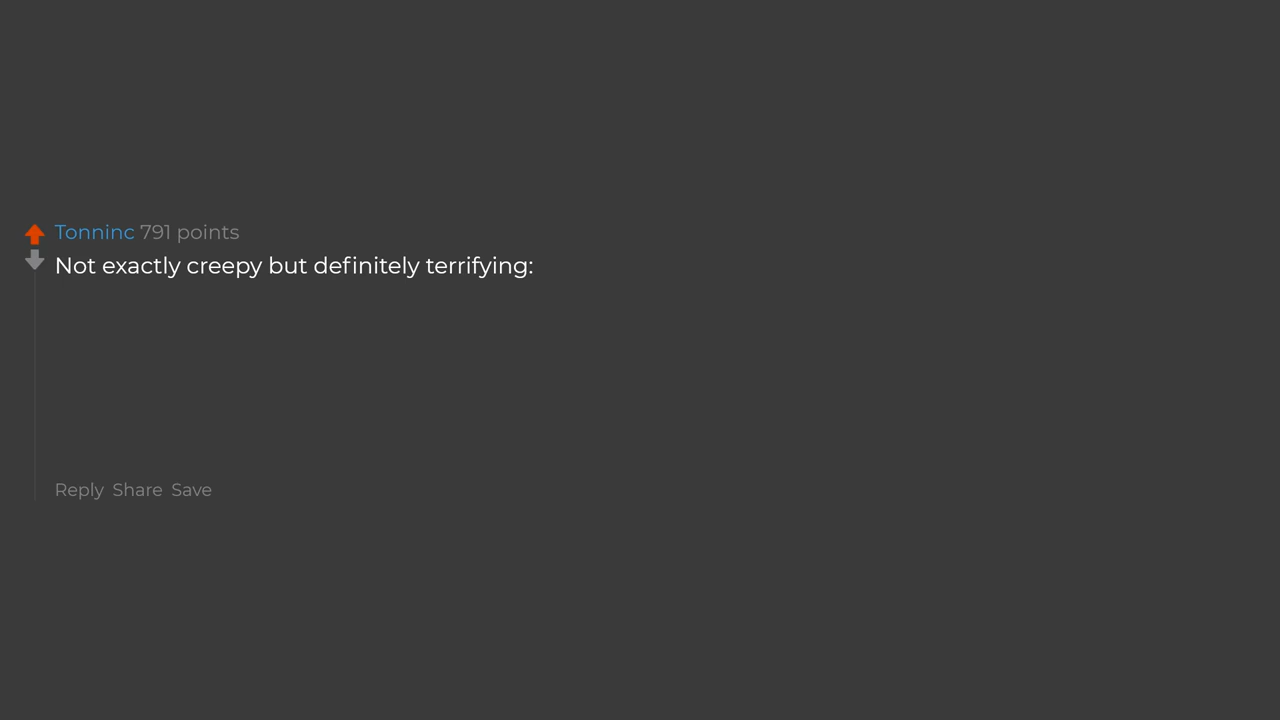 Tonninc 791 points
Not exactly creepy but definitely terrifying:
Reply Share Save